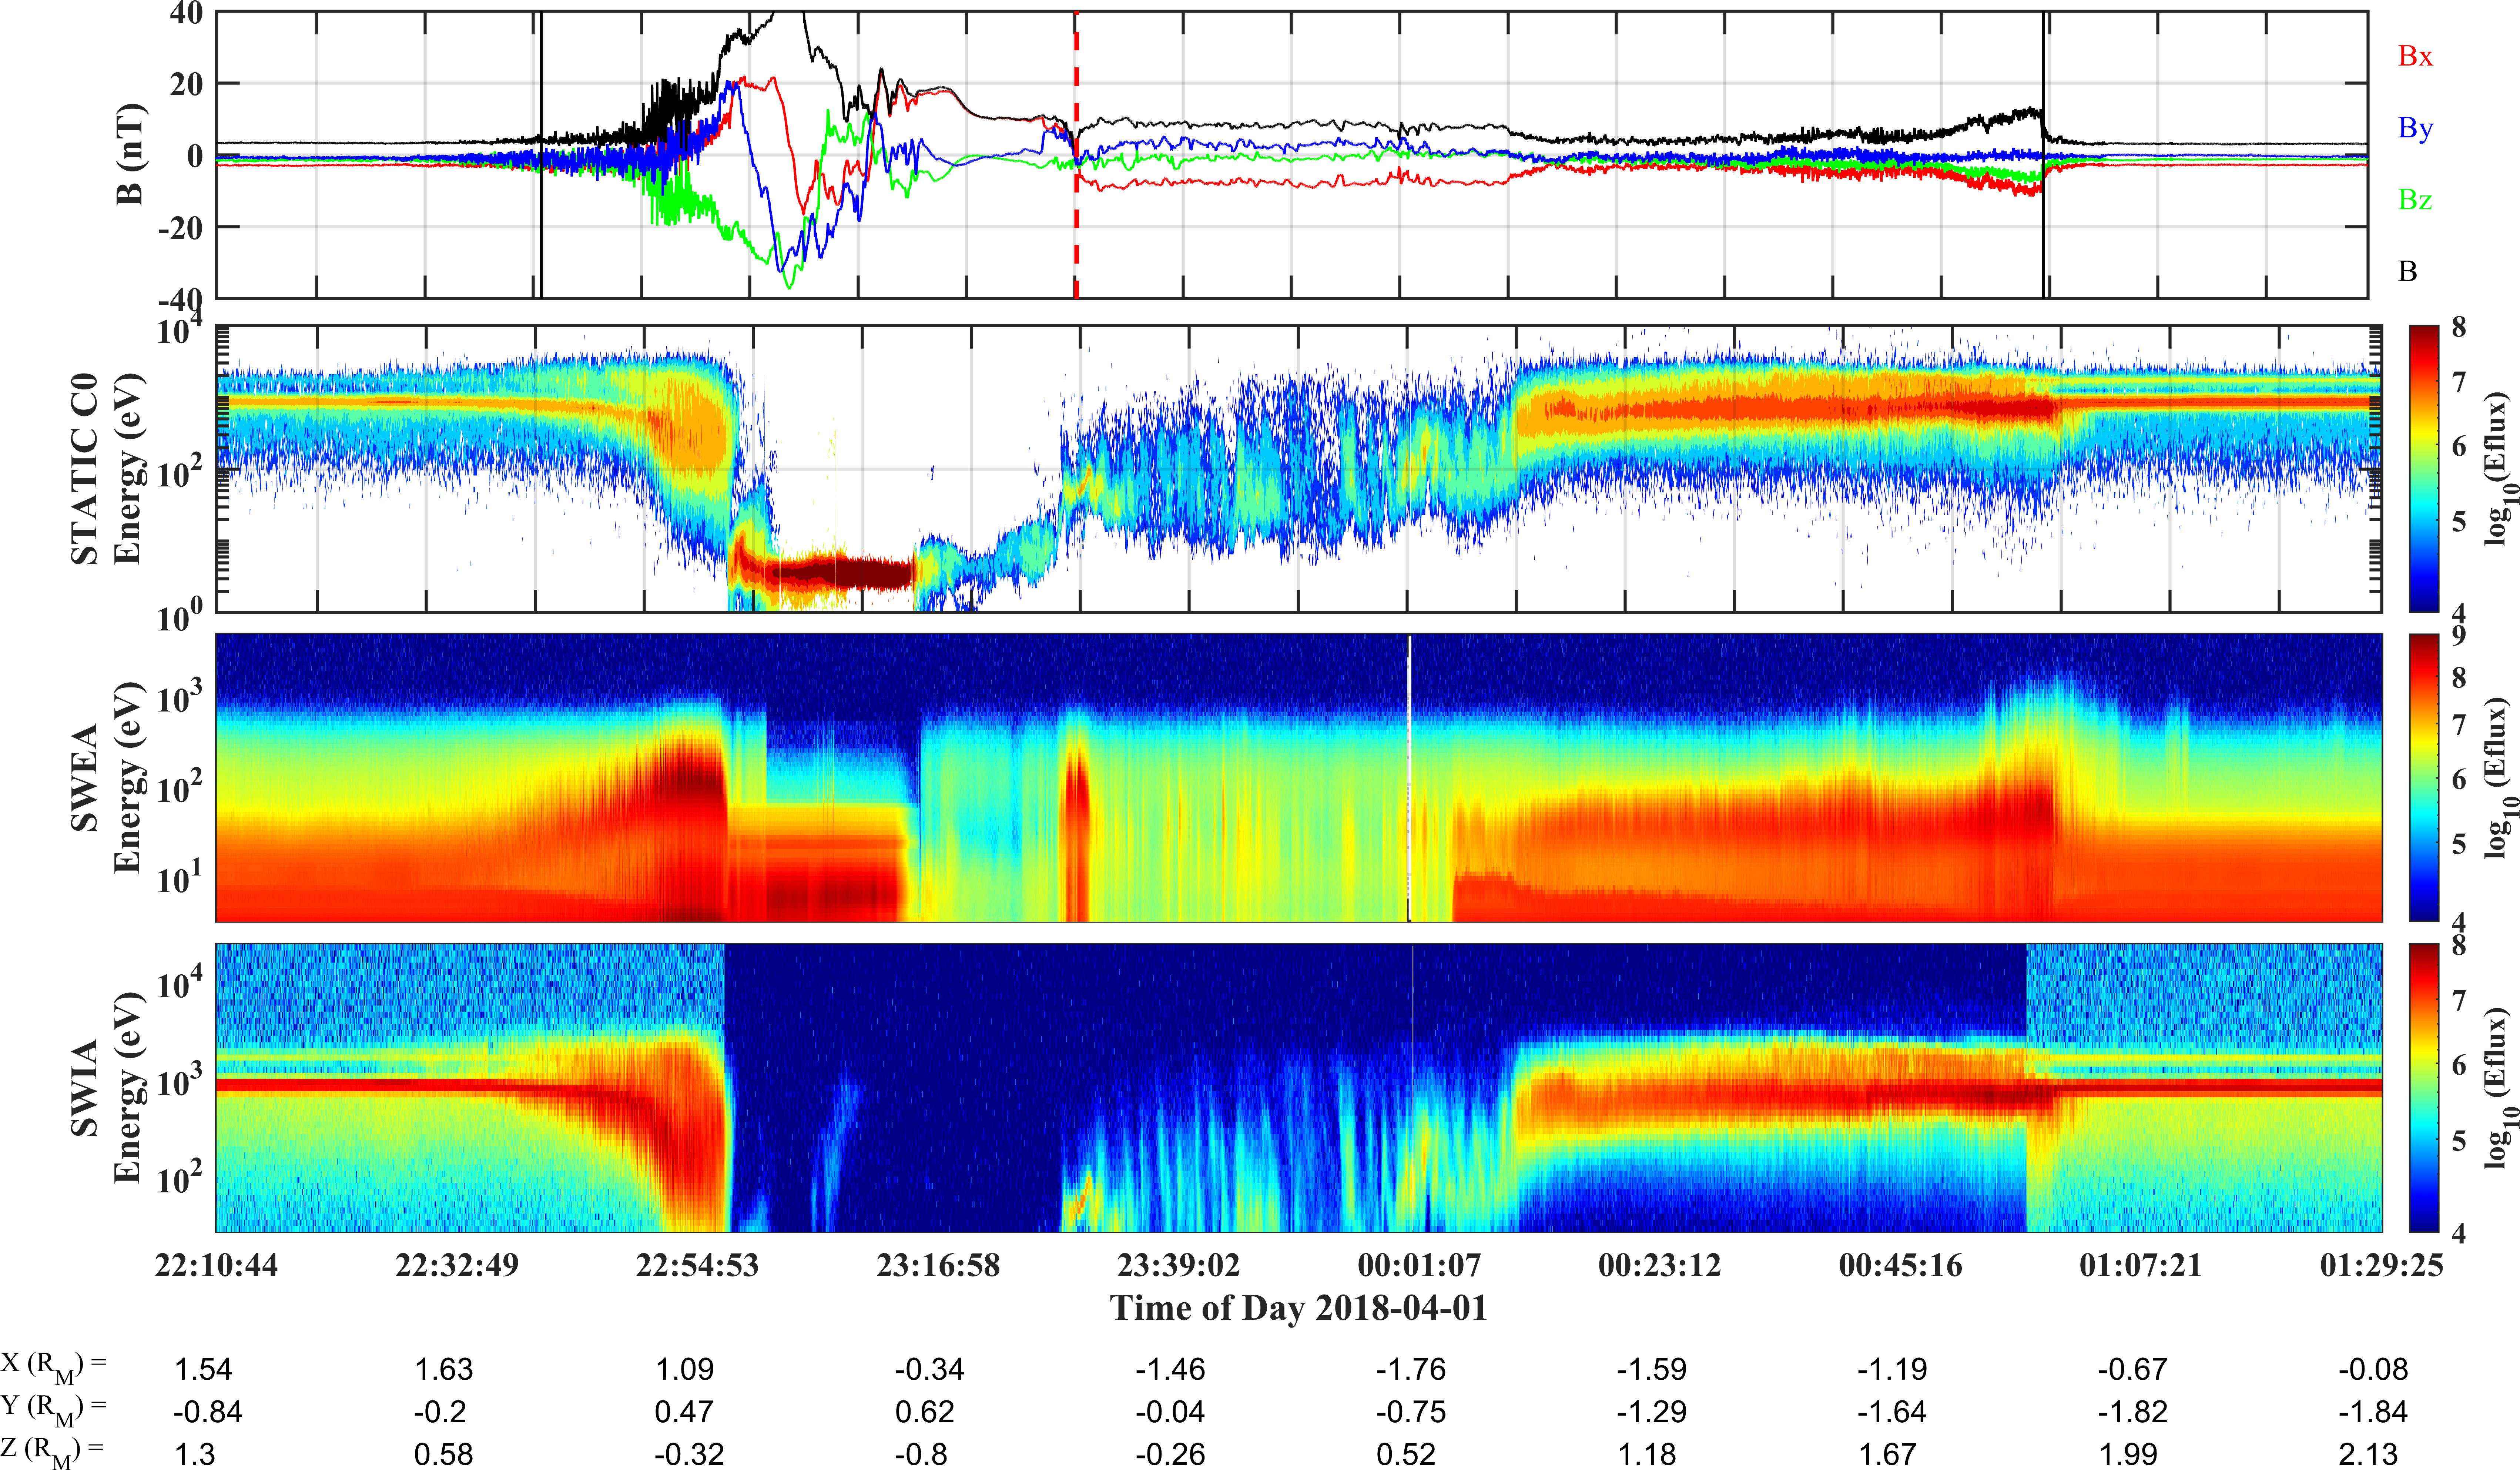 40
20
0
-20
-40
B (nT)
Bx
By
Bz
B
10^4
10^2
10^0
STATIC C0
Energy (eV)
8
7
6
5
4
log_10(Eflux)
10^3
10^2
10^1
SWEA
Energy (eV)
9
8
7
6
5
4
log_10 (Eflux)
10^4
10^3
10^2
SWIA
Energy (eV)
8
7
6
5
4
log_10 (Eflux)
22:10:44 22:32:49 22:54:53 23:16:58 23:39:02 00:01:07 00:23:12 00:45:16 01:07:21 01:29:25
Time of Day 2018-04-01
X (R_M) = 1.54 1.63 1.09 -0.34 -1.46 -1.76 -1.59 -1.19 -0.67 -0.08
Y (R_M) = -0.84 -0.2 0.47 0.62 -0.04 -0.75 -1.29 -1.64 -1.82 -1.84
Z (R_M) = 1.3 0.58 -0.32 -0.8 -0.26 0.52 1.18 1.67 1.99 2.13